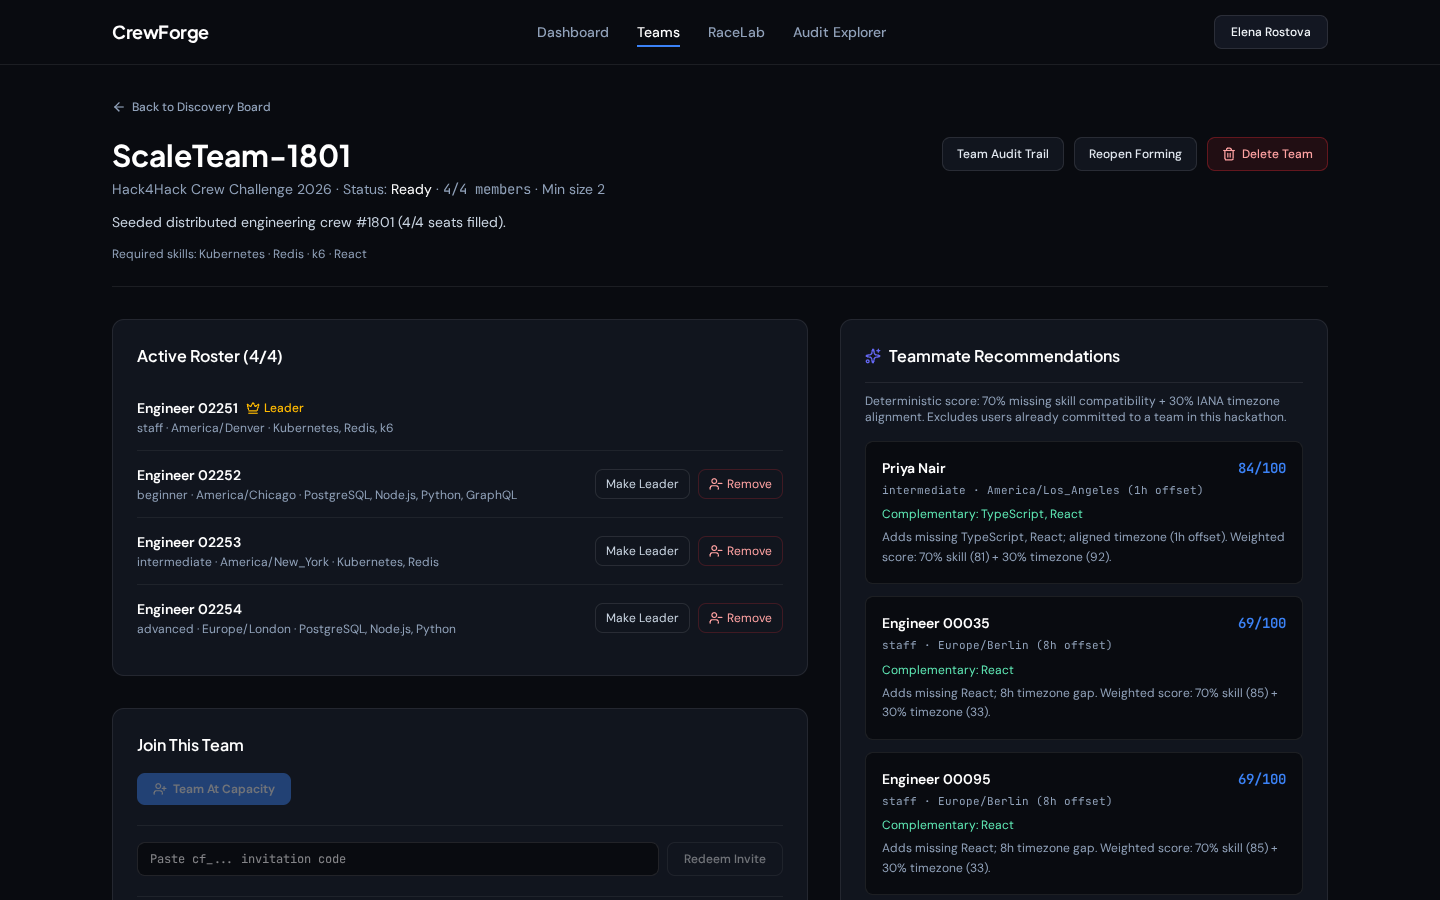 CrewForge
Dashboard
Teams
RaceLab
Audit Explorer
Elena Rostova
Back to Discovery Board
ScaleTeam-1801
Team Audit Trail
Reopen Forming
Delete Team
Hack4Hack Crew Challenge 2026 · Status: Ready · 4/4 members · Min size 2
Seeded distributed engineering crew #1801 (4/4 seats filled).
Required skills: Kubernetes · Redis · k6 · React
Active Roster (4/4)
Engineer 02251 Leader
staff · America/Denver · Kubernetes, Redis, k6
Engineer 02252
beginner · America/Chicago · PostgreSQL, Node.js, Python, GraphQL
Make Leader
Remove
Engineer 02253
intermediate · America/New_York · Kubernetes, Redis
Make Leader
Remove
Engineer 02254
advanced · Europe/London · PostgreSQL, Node.js, Python
Make Leader
Remove
Join This Team
Team At Capacity
Paste cf_... invitation code
Redeem Invite
Teammate Recommendations
Deterministic score: 70% missing skill compatibility + 30% IANA timezone
alignment. Excludes users already committed to a team in this hackathon.
Priya Nair
84/100
intermediate · America/Los_Angeles (1h offset)
Complementary: TypeScript, React
Adds missing TypeScript, React; aligned timezone (1h offset). Weighted
score: 70% skill (81) + 30% timezone (92).
Engineer 00035
69/100
staff · Europe/Berlin (8h offset)
Complementary: React
Adds missing React; 8h timezone gap. Weighted score: 70% skill (85) +
30% timezone (33).
Engineer 00095
69/100
staff · Europe/Berlin (8h offset)
Complementary: React
Adds missing React; 8h timezone gap. Weighted score: 70% skill (85) +
30% timezone (33).